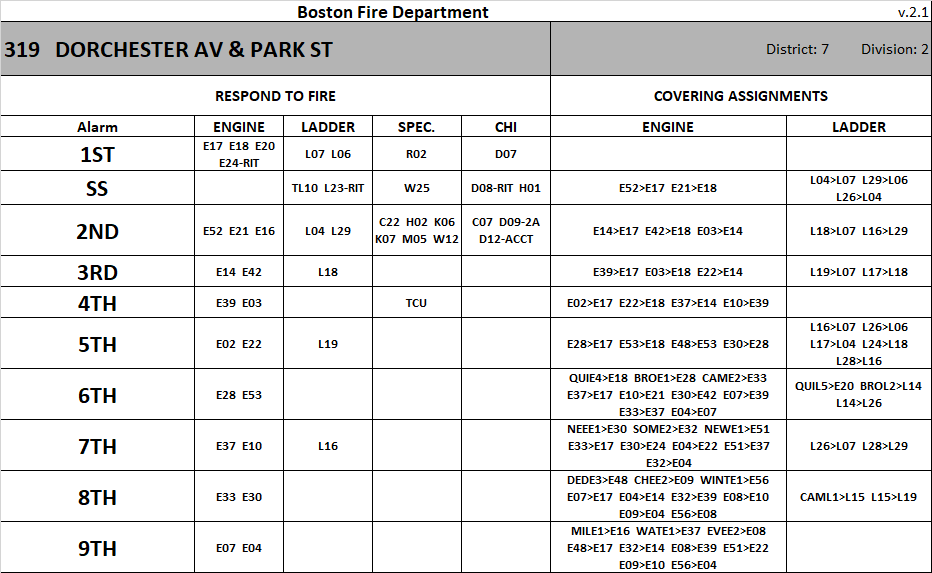 Boston Fire Department
v.2.1
319 DORCHESTER AV & PARK ST
District: 7 Division: 2
RESPOND TO FIRE
COVERING ASSIGNMENTS
Alarm ENGINE LADDER SPEC. CHI ENGINE LADDER
1ST
E17 E18 E20
E24-RIT
L07 L06
R02
D07
SS
TL10 L23-RIT
W25
D08-RIT H01
E52>E17 E21>E18
L04>L07 L29>L06
L26>L04
2ND
E52 E21 E16
L04 L29
C22 H02 K06
K07 M05 W12
C07 D09-2A
D12-ACCT
E14>E17 E42>E18 E03>E14
L18>L07 L16>L29
3RD
E14 E42
L18
E39>E17 E03>E18 E22>E14
L19>L07 L17>L18
4TH
E39 E03
TCU
E02>E17 E22>E18 E37>E14 E10>E39
5TH
E02 E22
L19
E28>E17 E53>E18 E48>E53 E30>E28
L16>L07 L26>L06
L17>L04 L24>L18
L28>L16
6TH
E28 E53
QUIE4>E18 BROE1>E28 CAME2>E33
E37>E17 E10>E21 E30>E42 E07>E39
E33>E37 E04>E07
QUIL5>E20 BROL2>L14
L14>L26
7TH
E37 E10
L16
NEEE1>E30 SOME2>E32 NEWE1>E51
E33>E17 E30>E24 E04>E22 E51>E37
E32>E04
L26>L07 L28>L29
8TH
E33 E30
DEDE3>E48 CHEE2>E09 WINTE1>E56
E07>E17 E04>E14 E32>E39 E08>E10
E09>E04 E56>E08
CAML1>L15 L15>L19
9TH
E07 E04
MILE1>E16 WATE1>E37 EVEE2>E08
E48>E17 E32>E14 E08>E39 E51>E22
E09>E10 E56>E04